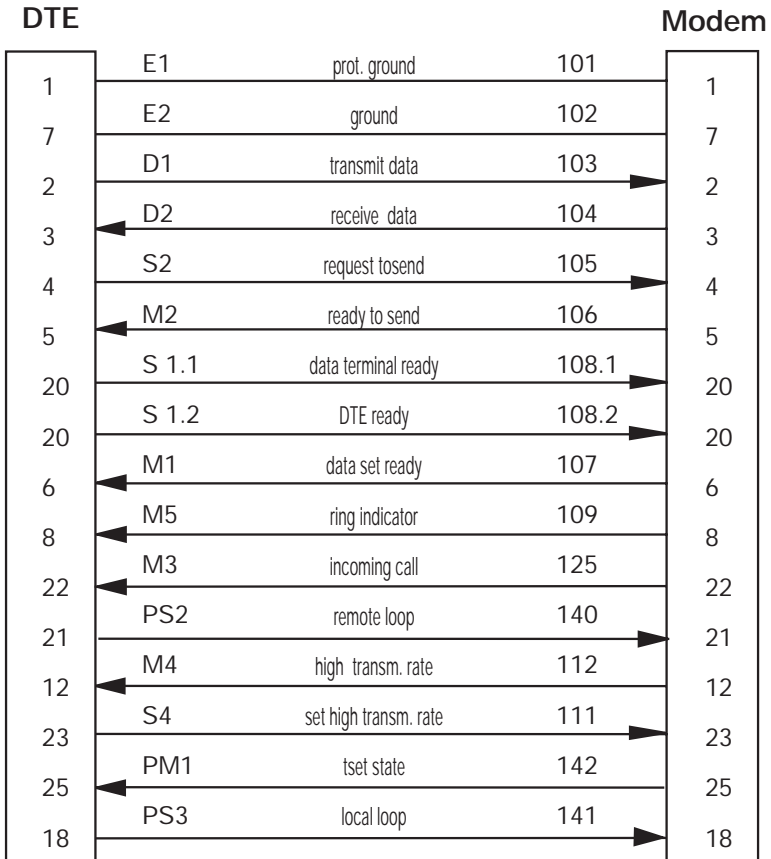 DTE Modem
E1 prot. ground 101
1 1
E2 ground 102
7 7
D1 transmit data 103
2 2
D2 receive data 104
3 3
S2 request tosend 105
4 4
M2 ready to send 106
5 5
S 1.1 data terminal ready 108.1
20 20
S 1.2 DTE ready 108.2
20 20
M1 data set ready 107
6 6
M5 ring indicator 109
8 8
M3 incoming call 125
22 22
PS2 remote loop 140
21 21
M4 high transm. rate 112
12 12
S4 set high transm. rate 111
23 23
PM1 tset state 142
25 25
PS3 local loop 141
18 18